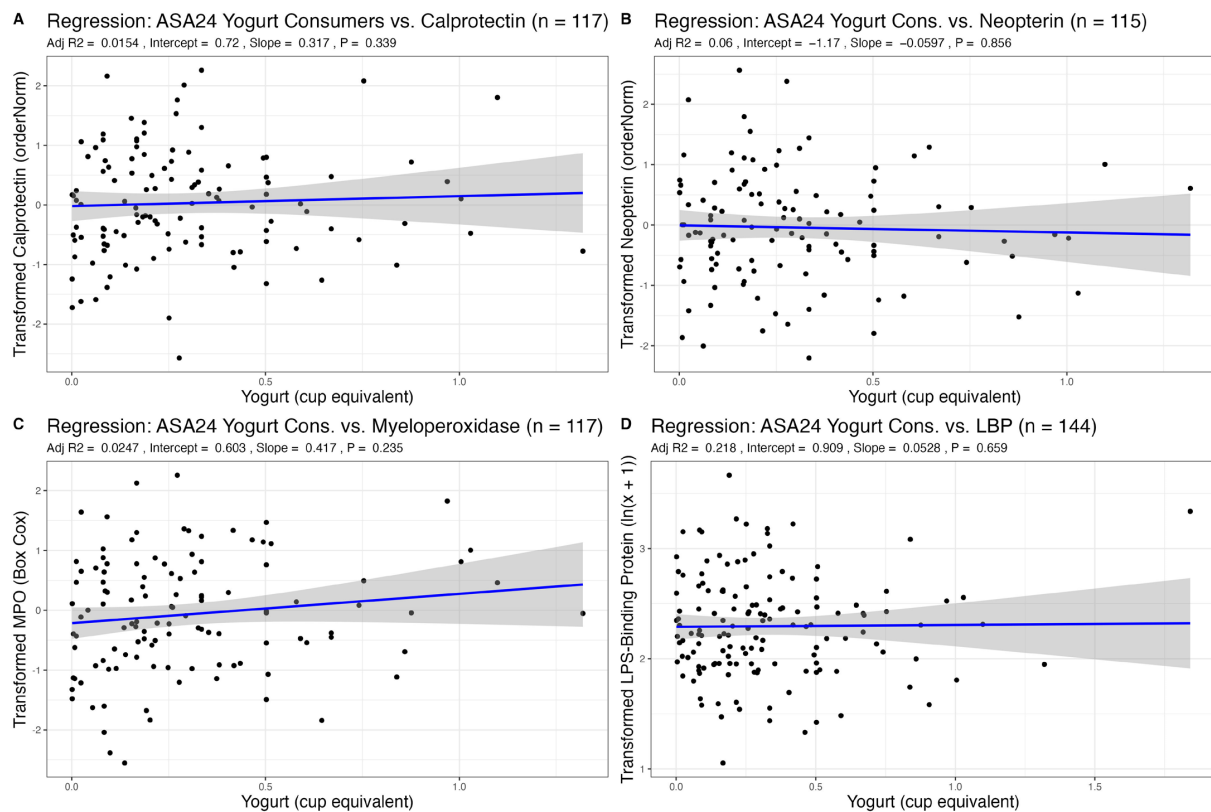 A Regression: ASA24 Yogurt Consumers vs. Calprotectin (n = 117)
Adj R2 = 0.0154 , Intercept = 0.72 , Slope = 0.317 , P = 0.339
Transformed Calprotectin (orderNorm)
2
1
0
-1
-2
0.0 0.5 1.0
Yogurt (cup equivalent)
B Regression: ASA24 Yogurt Cons. vs. Neopterin (n = 115)
Adj R2 = 0.06 , Intercept = −1.17 , Slope = −0.0597 , P = 0.856
Transformed Neopterin (orderNorm)
2
1
0
-1
-2
0.0 0.5 1.0
Yogurt (cup equivalent)
C Regression: ASA24 Yogurt Cons. vs. Myeloperoxidase (n = 117)
Adj R2 = 0.0247 , Intercept = 0.603 , Slope = 0.417 , P = 0.235
Transformed MPO (Box Cox)
2
1
0
-1
-2
0.0 0.5 1.0
Yogurt (cup equivalent)
D Regression: ASA24 Yogurt Cons. vs. LBP (n = 144)
Adj R2 = 0.218 , Intercept = 0.909 , Slope = 0.0528 , P = 0.659
Transformed LPS-Binding Protein (ln(x + 1))
3
2
1
0.0 0.5 1.0 1.5
Yogurt (cup equivalent)